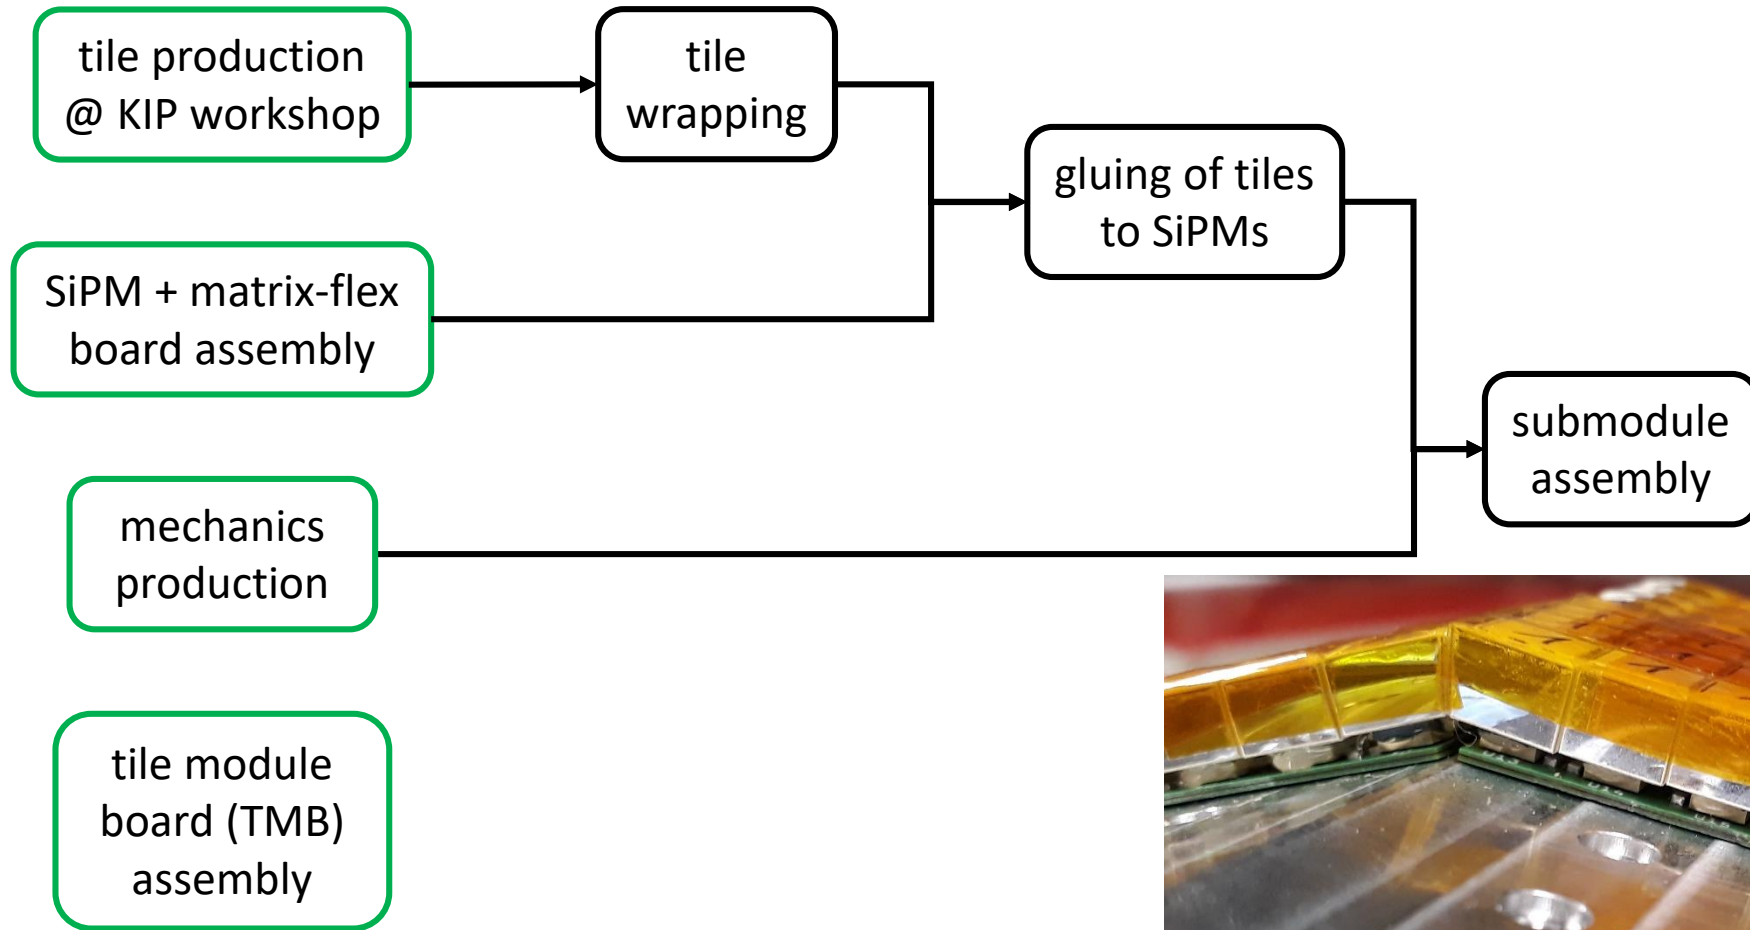 tile production
@ KIP workshop
tile
wrapping
gluing of tiles
to SiPMs
SiPM + matrix-flex
board assembly
submodule
assembly
mechanics
production
tile module
board (TMB)
assembly